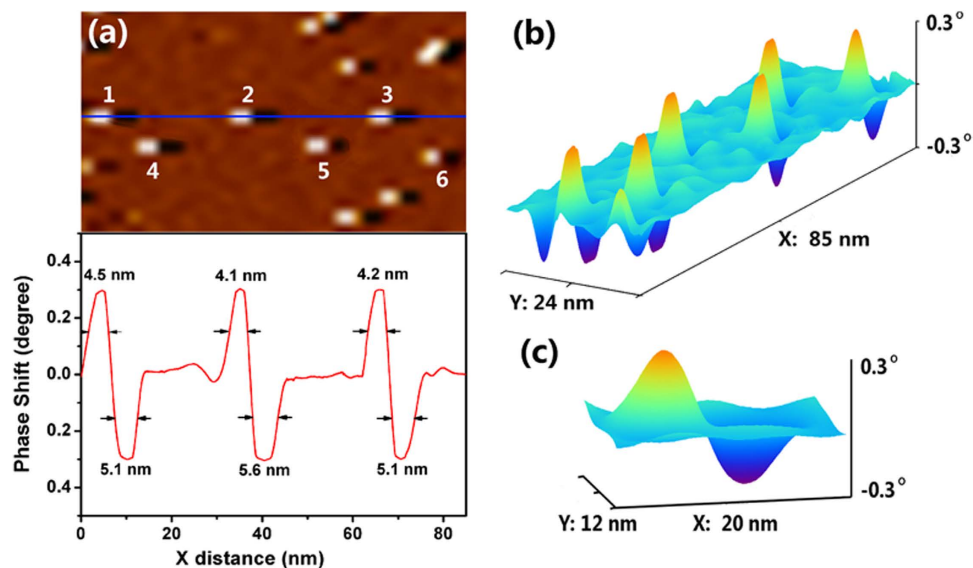 (a)
1
2
3
4
5
6
0.4
4.5 nm
4.1 nm
4.2 nm
0.2
Phase Shift (degree)
0.0
0.2
5.1 nm
5.6 nm
5.1 nm
0.4
0
20
40
60
80
X distance (nm)
(b)
0.3°
-0.3°
X: 85 nm
Y: 24 nm
(c)
0.3°
-0.3°
Y: 12 nm
X: 20 nm